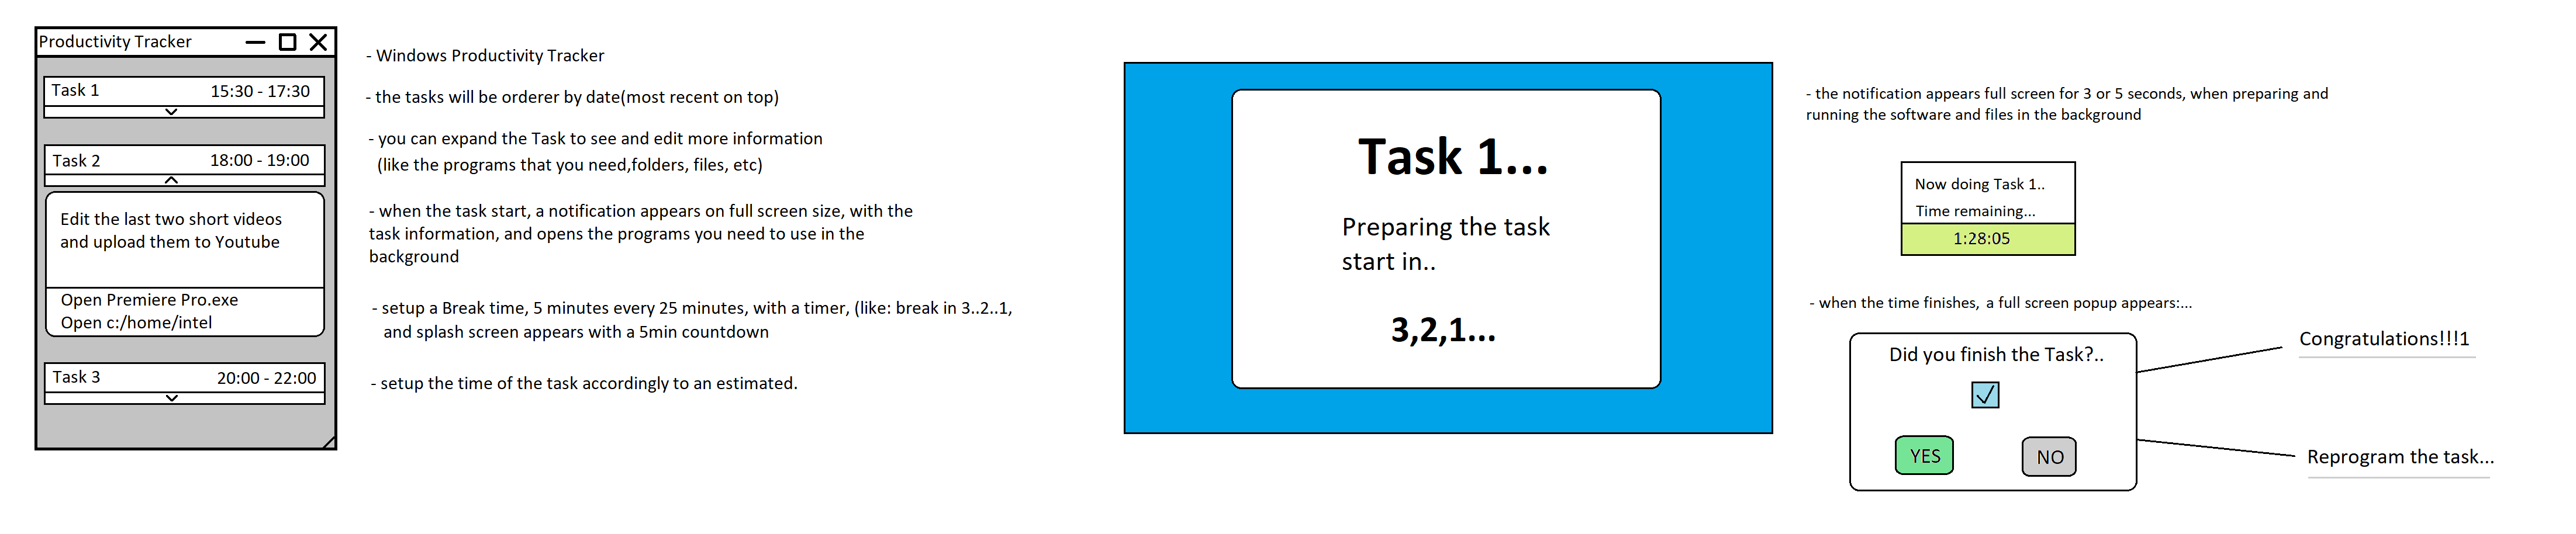 Productivity Tracker
Task 1 15:30 - 17:30
Task 2 18:00 - 19:00
Edit the last two short videos
and upload them to Youtube
Open Premiere Pro.exe
Open c:/home/intel
Task 3 20:00 - 22:00
- Windows Productivity Tracker
- the tasks will be orderer by date(most recent on top)
- you can expand the Task to see and edit more information
(like the programs that you need,folders, files, etc)
- when the task start, a notification appears on full screen size, with the
task information, and opens the programs you need to use in the
background
- setup a Break time, 5 minutes every 25 minutes, with a timer, (like: break in 3..2..1,
and splash screen appears with a 5min countdown
- setup the time of the task accordingly to an estimated.
Task 1...
Preparing the task
start in..
3,2,1...
- the notification appears full screen for 3 or 5 seconds, when preparing and
running the software and files in the background
Now doing Task 1..
Time remaining...
1:28:05
- when the time finishes, a full screen popup appears:...
Did you finish the Task?..
YES NO
Congratulations!!!1
Reprogram the task...